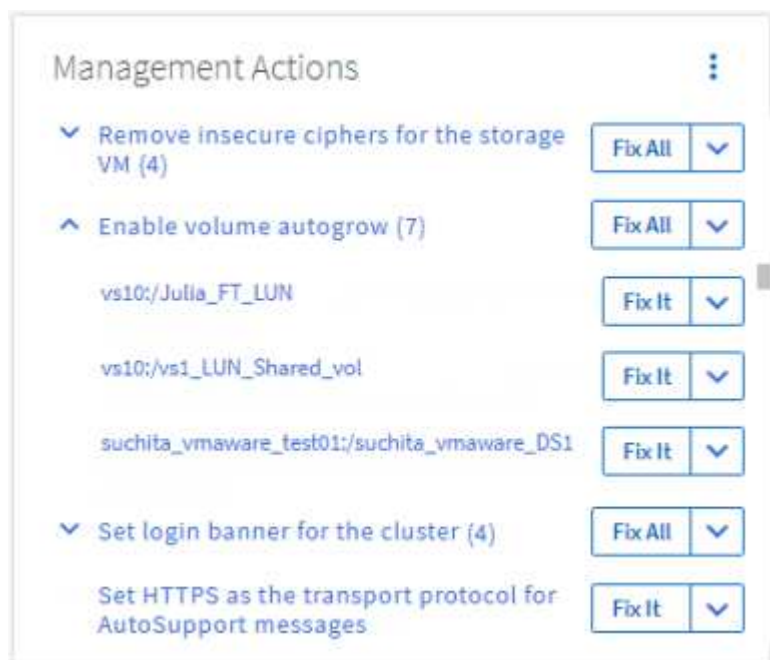 Management Actions
Remove insecure ciphers for the storage
VM (4)
Fix All
Enable volume autogrow (7)
Fix All
vs10:/Julia_FT_LUN
Fix It
vs10:/vs1_LUN_Shared_vol
Fix It
suchita_vmaware_test01:/suchita_vmaware_DS1
Fix It
Set login banner for the cluster (4)
Fix All
Set HTTPS as the transport protocol for
AutoSupport messages
Fix It